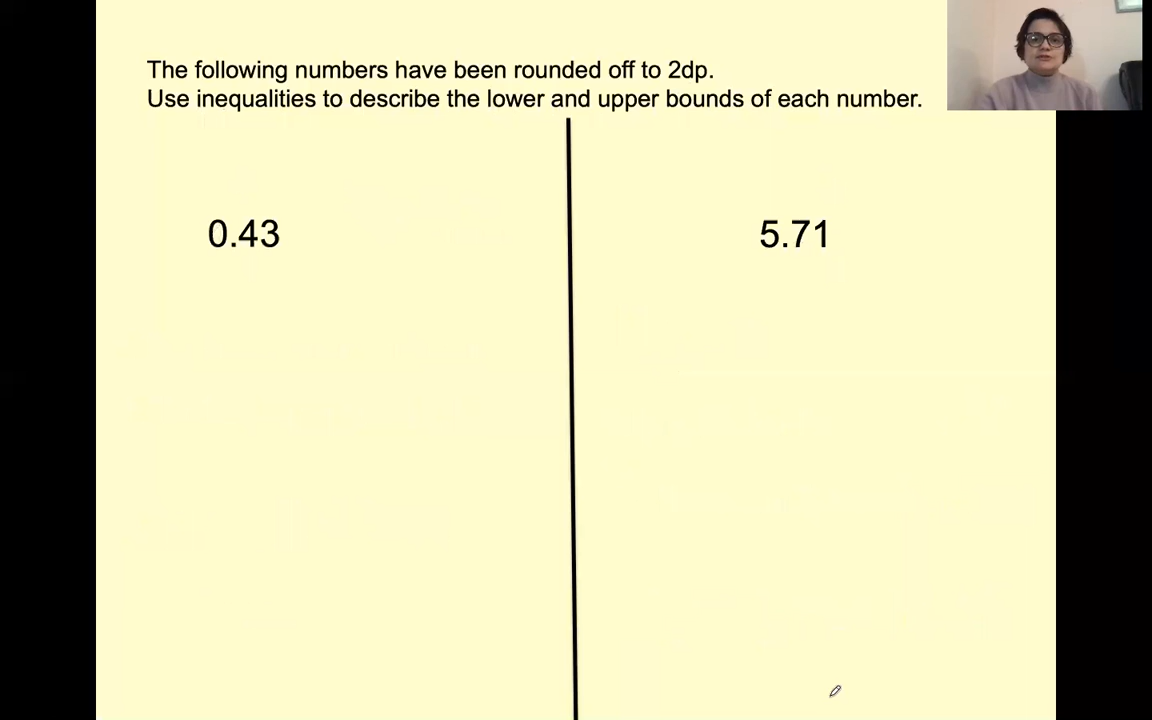 The following numbers have been rounded off to 2dp.
Use inequalities to describe the lower and upper bounds of each number.
0.43
5.71